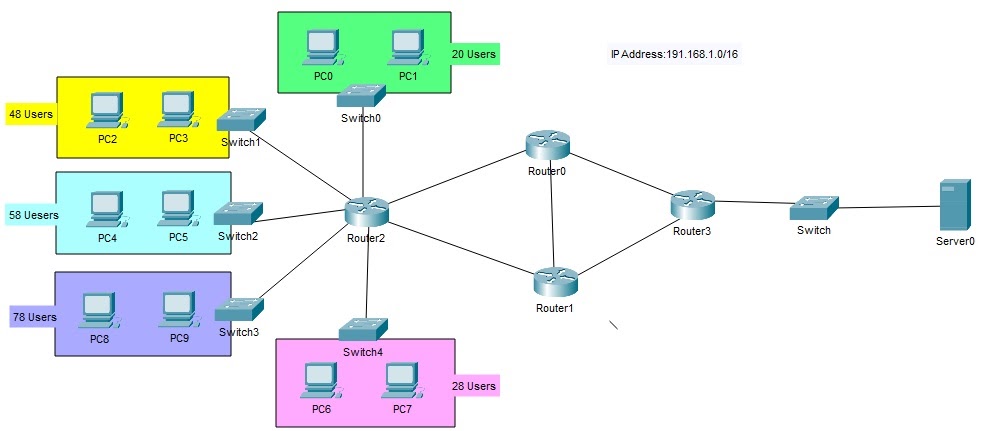 20 Users
IP Address:191.168.1.0/16
PC0
PC1
Switch0
48 Users
PC2
PC3
Switch1
Router0
58 Uesers
PC4
PC5
Switch2
Router2
Router3
Switch
Server0
78 Users
PC8
PC9
Switch3
Router1
Switch4
28 Users
PC6
PC7